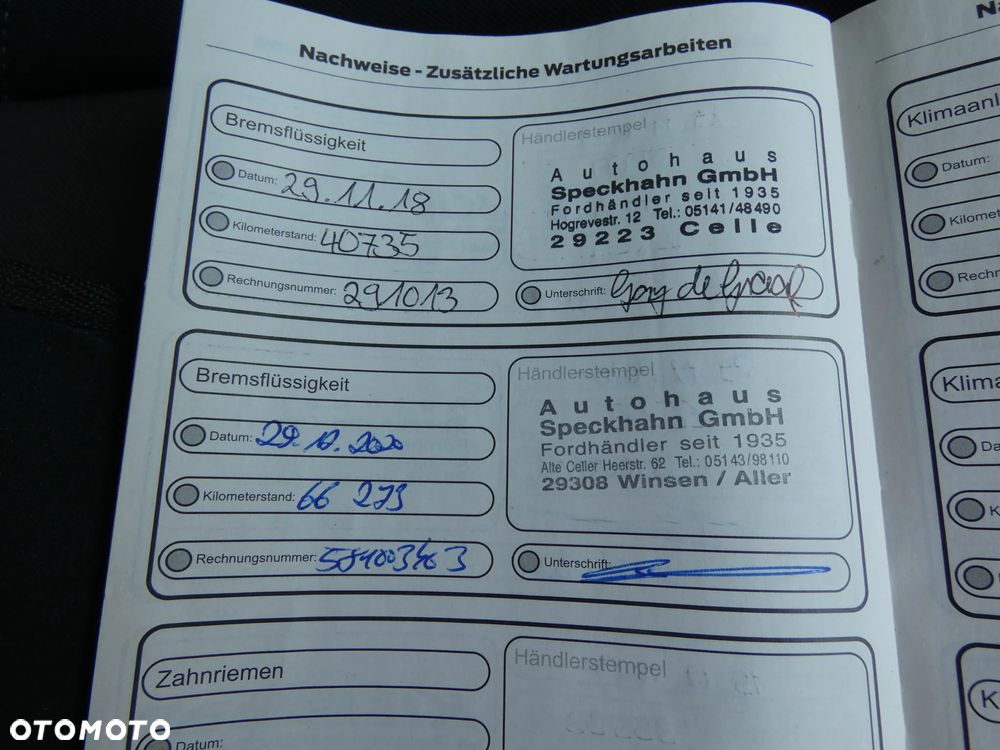 Nachweise - Zusätzliche Wartungsarbeiten
Bremsflüssigkeit
Datum: 29.11.18
Kilometerstand: 40735
Rechnungsnummer: 291013
Händlerstempel
Autohaus
Speckhahn GmbH
Fordhändler seit 1935
Hogrevestr. 12 Tel.: 05141/48490
29223 Celle
Unterschrift:
Bremsflüssigkeit
Datum:
Kilometerstand: 66 273
Rechnungsnummer:
Händlerstempel
Autohaus
Speckhahn GmbH
Fordhändler seit 1935
Alte Celler Heerstr. 62 Tel.: 05143/98110
29308 Winsen / Aller
Unterschrift:
Zahnriemen
Datum:
Händlerstempel
Klimaanl
Datum:
Kilomet
Rechn
Klima
Da
K
K
OTOMOTO